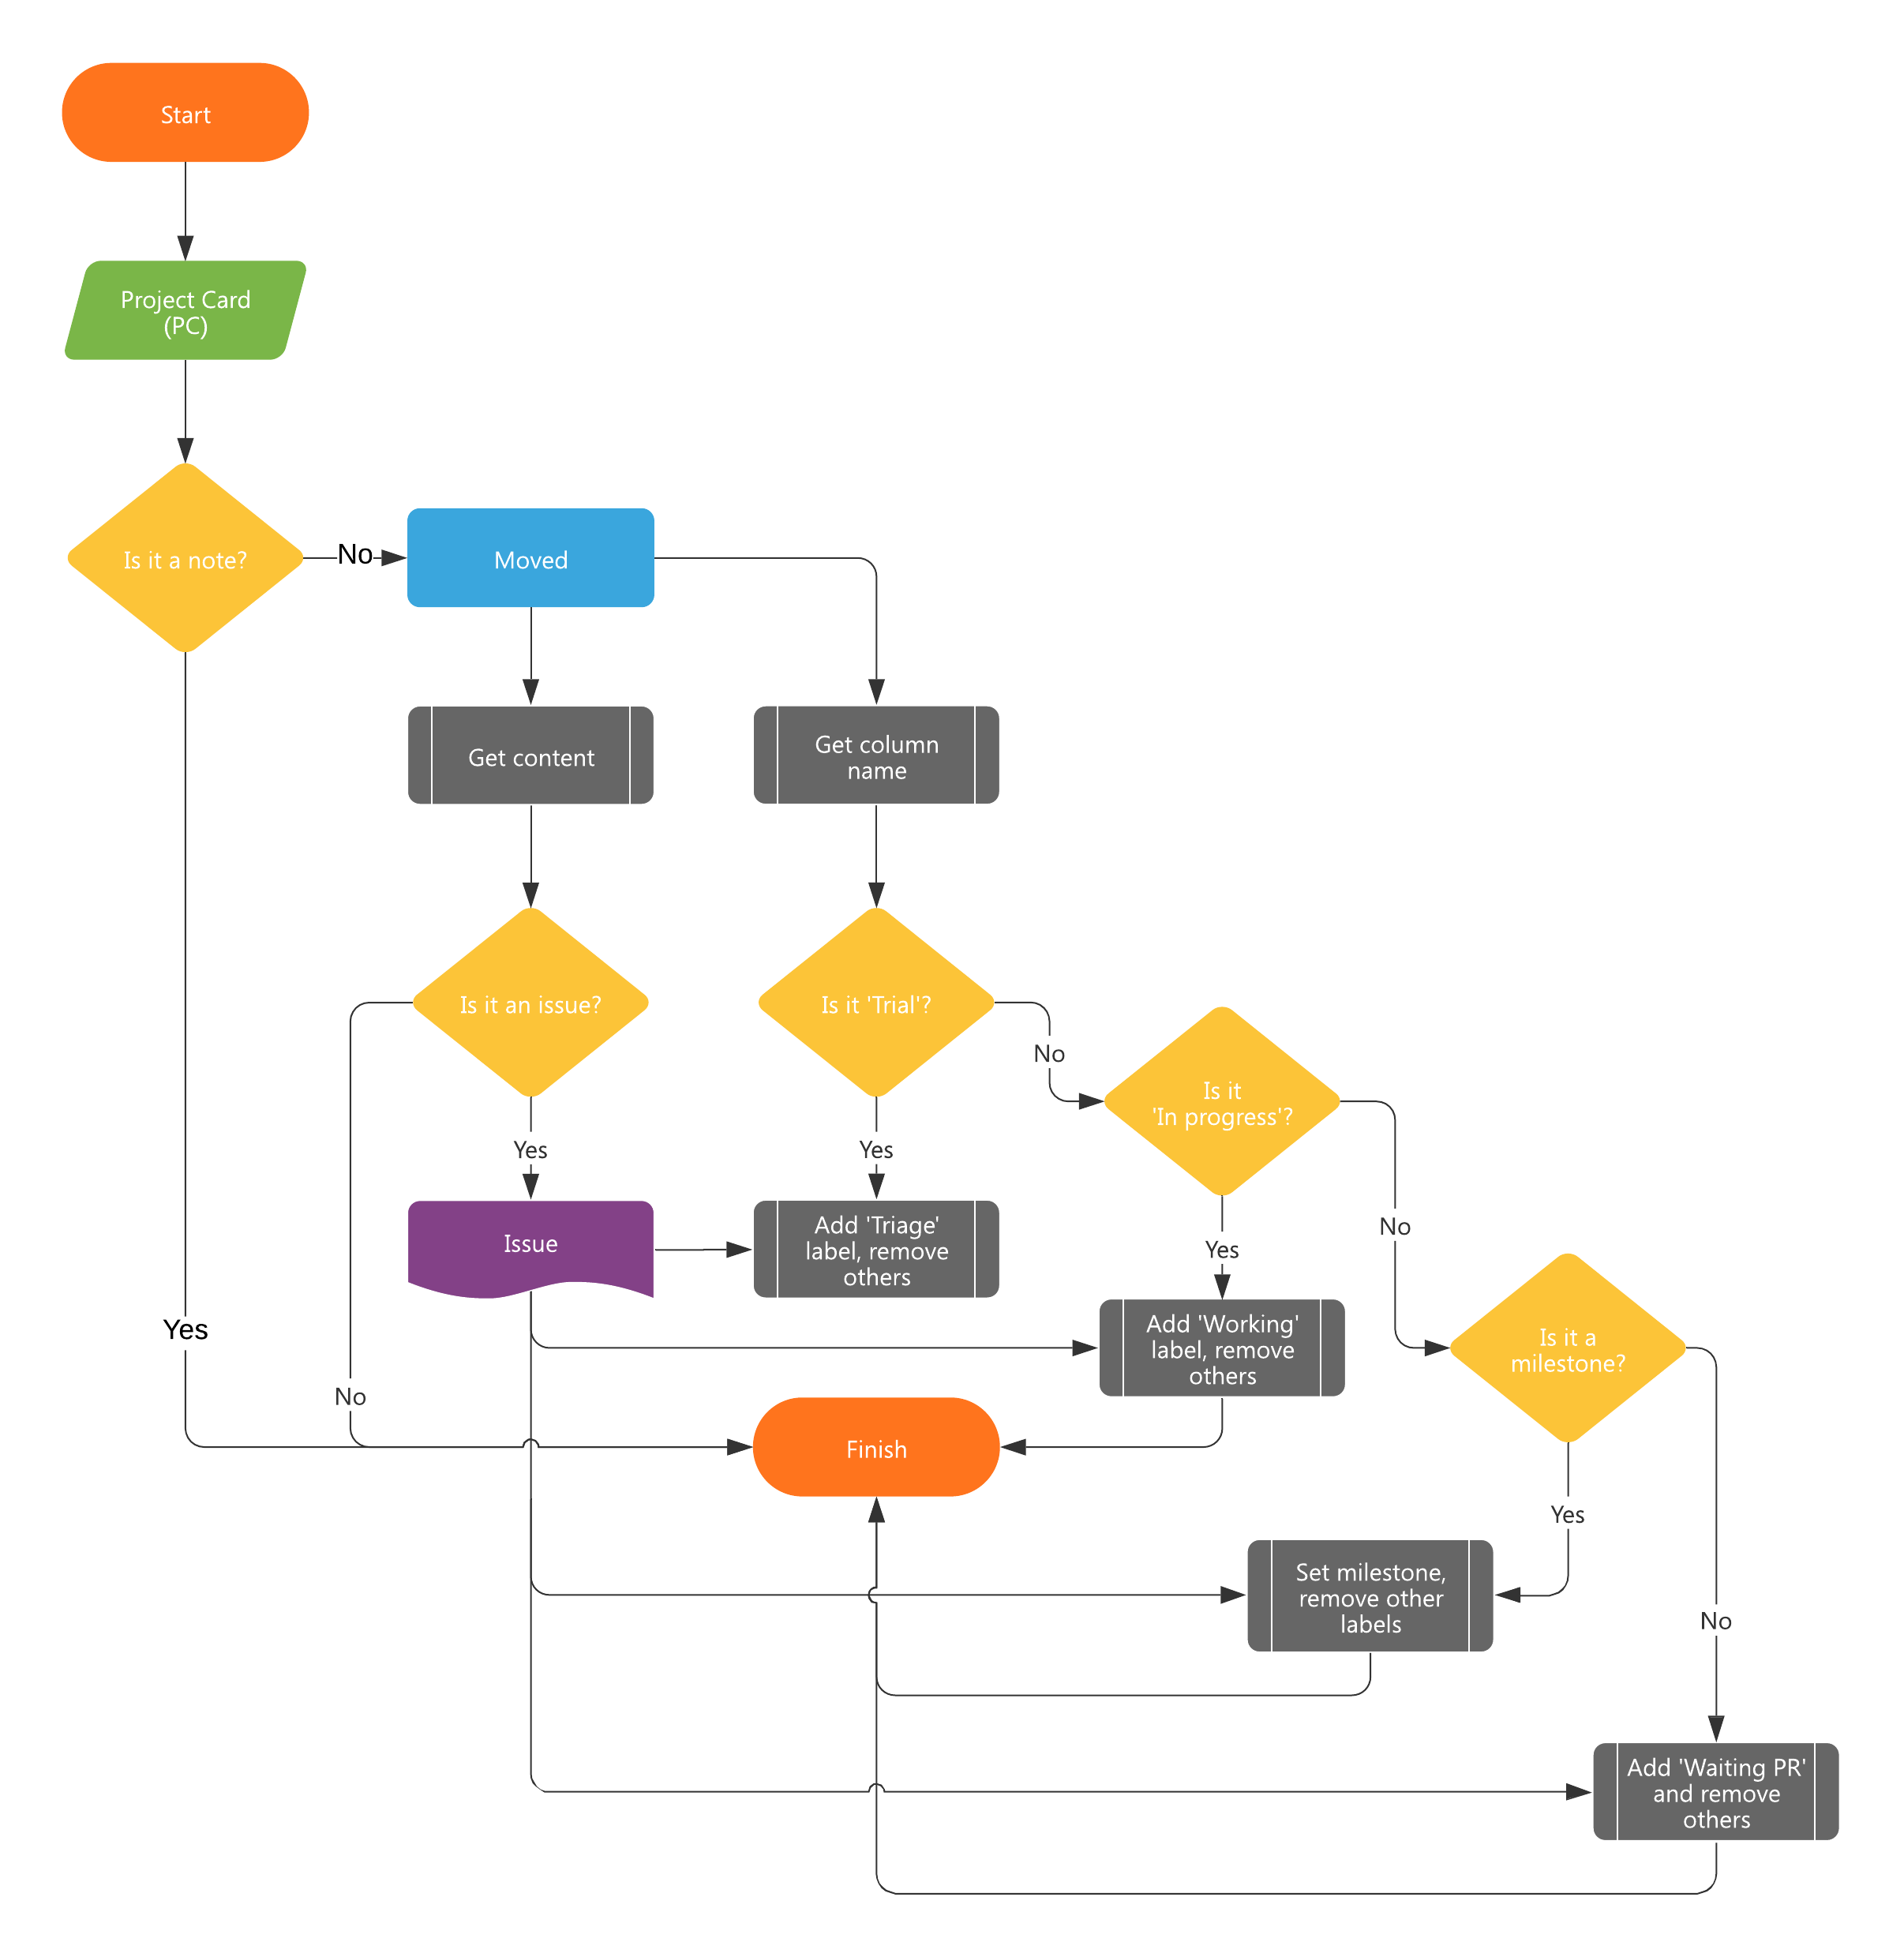 Start
Project Card
(PC)
Is it a note?
No
Moved
Get content
Get column
name
Is it an issue?
Is it 'Trial'?
No
Is it
'In progress'?
Yes
Yes
No
Issue
Add 'Triage'
label, remove
others
Yes
Yes
Add 'Working'
label, remove
others
Is it a
milestone?
No
Finish
Yes
Set milestone,
remove other
labels
No
Add 'Waiting PR'
and remove
others